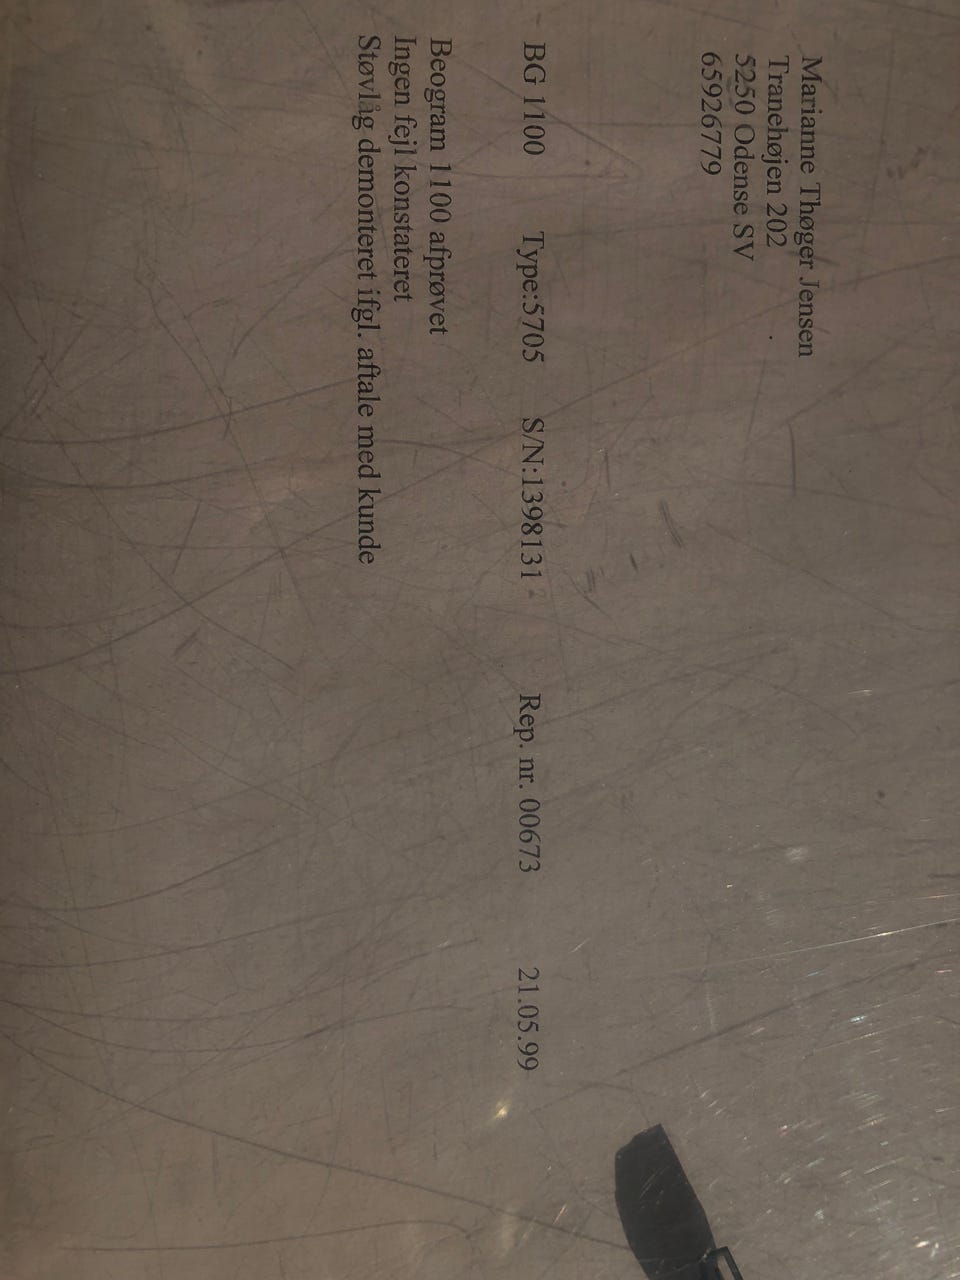 Marianne Thøger Jensen
Tranehøjen 202
5250 Odense SV
65926779
BG 1100 Type:5705 S/N:1398131 Rep. nr. 00673 21.05.99
Beogram 1100 afprøvet
Ingen fejl konstateret
Støvlåg demonteret ifgl. aftale med kunde